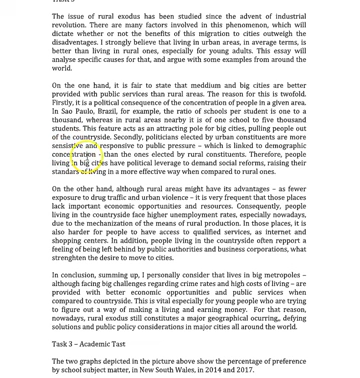 The issue of rural exodus has been studied since the advent of industrial
revolution. There are many factors involved in this phenomenon, which will
dictate whether or not the benefits of this migration to cities outweigh the
disadvantages. I strongly believe that living in urban areas, in average terms, is
better than living in rural ones, especially for young adults. This essay will
analyse specific causes for that, and argue with some examples from around the
world.
On the one hand, it is fair to state that meddium and big cities are better
provided with public services than rural areas. The reason for this is twofold.
Firstly, it is a political consequence of the concentration of people in a given area.
In Sao Paulo, Brazil, for example, the ratio of schools per student is one to a
thousand, whereas in rural areas nearby it is of one school to five thousand
students. This feature acts as an attracting pole for big cities, pulling people out
of the countryside. Secondly, politicians elected by urban constituents are more
sensistive and responsive to public pressure – which is linked to demographic
concentration – than the ones elected by rural constituents. Therefore, people
living in big cities have political leverage to demand social reforms, raising their
standars of living in a more effective way when compared to rural ones.
On the other hand, although rural areas might have its advantages – as fewer
exposure to drug traffic and urban violence – it is very frequent that those places
lack important economic opportunities and resources. Consequently, people
living in the countryside face higher umemployment rates, especially nowadays,
due to the mechanization of the means of rural production. In those places, it is
also harder for people to have access to qualified services, as internet and
shopping centers. In addition, people living in the countryside often repport a
feeling of being left behind by public authorities and business corporations, what
strenghten the desire to move to cities.
In conclusion, summing up, I personally consider that lives in big metropoles –
although facing big challenges regarding crime rates and high costs of living – are
provided with better economic opportunities and public services when
compared to countryside. This is vital especially for young people who are trying
to figure out a way of making a living and earning money. For that reason,
nowadays, rural exodus still constitutes a major geographical ocurring,, defying
solutions and public policy considerations in major cities all around the world.
Task 3 – Academic Tast
The two graphs depicted in the picture above show the percentage of preference
by school subject matter, in New South Wales, in 2014 and 2017.